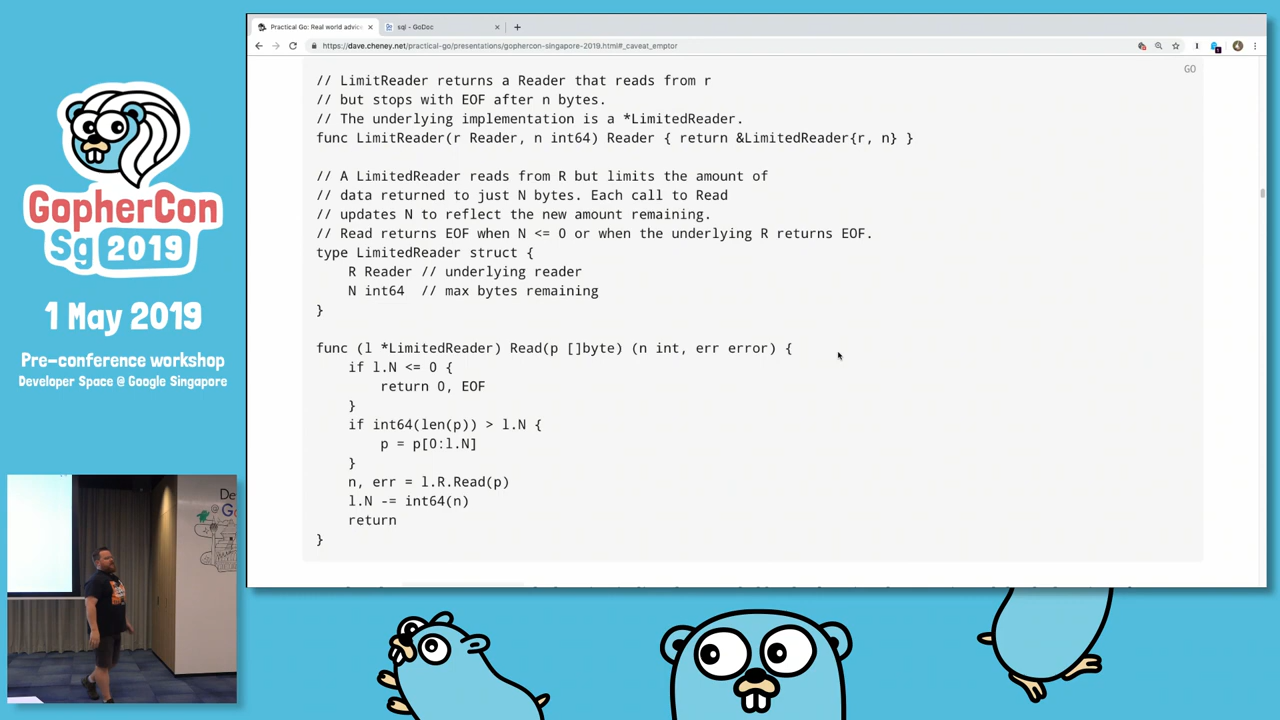 GopherCon
Sg 2019
1 May 2019
Pre-conference workshop
Developer Space @ Google Singapore
Practical Go: Real world advic
sql - GoDoc
https://dave.cheney.net/practical-go/presentations/gophercon-singapore-2019.html#_caveat_emptor
GO
// LimitReader returns a Reader that reads from r
// but stops with EOF after n bytes.
// The underlying implementation is a *LimitedReader.
func LimitReader(r Reader, n int64) Reader { return &LimitedReader{r, n} }
// A LimitedReader reads from R but limits the amount of
// data returned to just N bytes. Each call to Read
// updates N to reflect the new amount remaining.
// Read returns EOF when N <= 0 or when the underlying R returns EOF.
type LimitedReader struct {
R Reader // underlying reader
N int64 // max bytes remaining
}
func (l *LimitedReader) Read(p []byte) (n int, err error) {
if l.N <= 0 {
return 0, EOF
}
if int64(len(p)) > l.N {
p = p[0:l.N]
}
n, err = l.R.Read(p)
l.N -= int64(n)
return
}